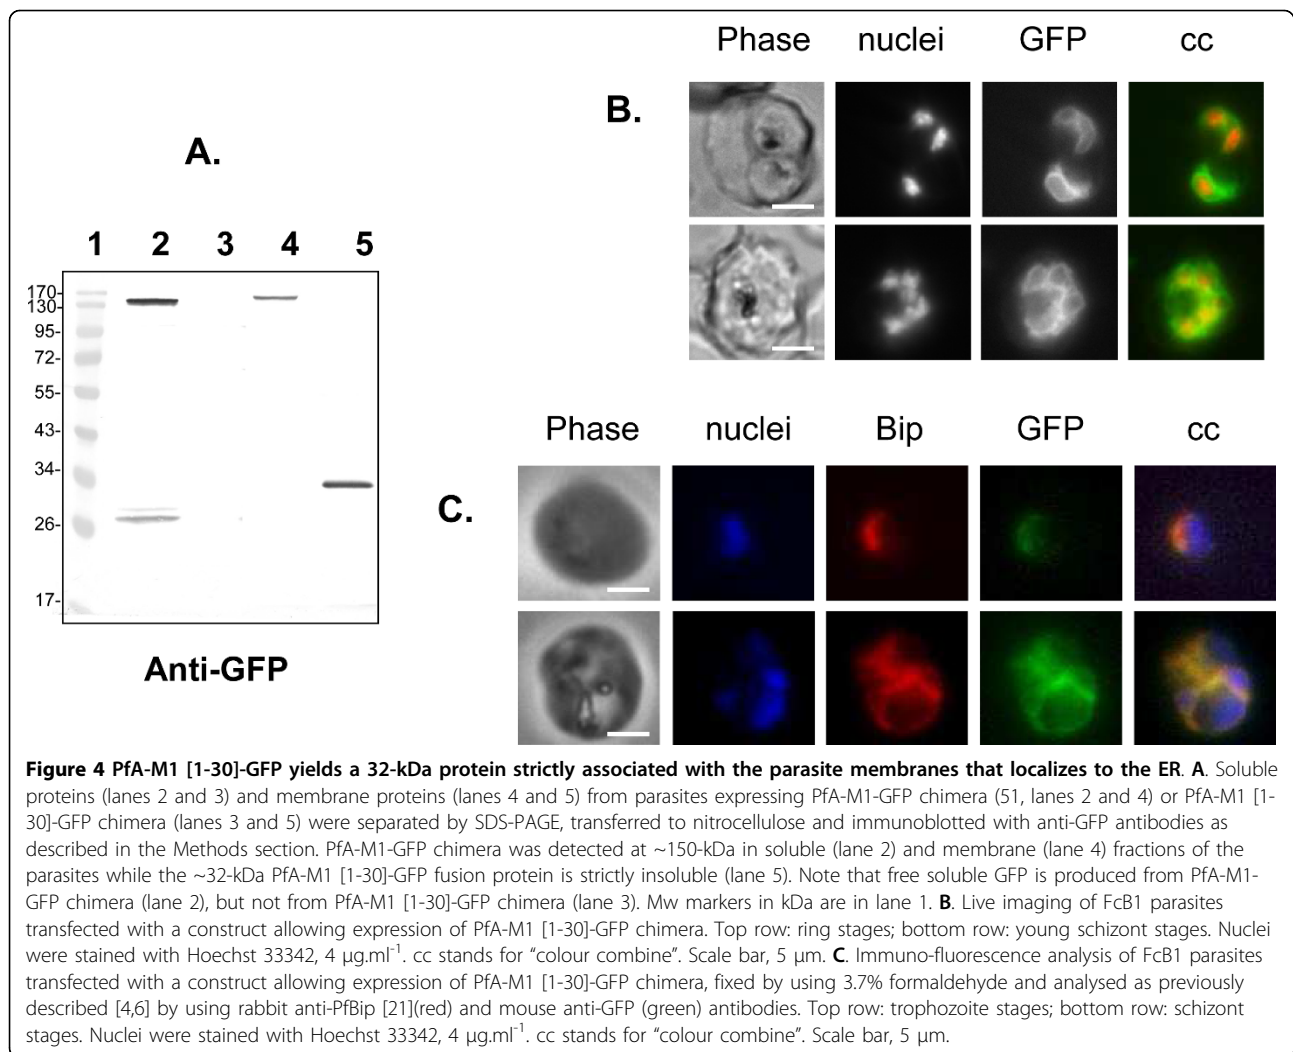 A.
1 2 3 4 5
170-
130-
95-
72-
55-
43-
34-
26-
17-
Anti-GFP
B.
Phase nuclei GFP cc
C.
Phase nuclei Bip GFP cc
Figure 4 PfA-M1 [1-30]-GFP yields a 32-kDa protein strictly associated with the parasite membranes that localizes to the ER. A. Soluble
proteins (lanes 2 and 3) and membrane proteins (lanes 4 and 5) from parasites expressing PfA-M1-GFP chimera (51, lanes 2 and 4) or PfA-M1 [1-
30]-GFP chimera (lanes 3 and 5) were separated by SDS-PAGE, transferred to nitrocellulose and immunoblotted with anti-GFP antibodies as
described in the Methods section. PfA-M1-GFP chimera was detected at ~150-kDa in soluble (lane 2) and membrane (lane 4) fractions of the
parasites while the ~32-kDa PfA-M1 [1-30]-GFP fusion protein is strictly insoluble (lane 5). Note that free soluble GFP is produced from PfA-M1-
GFP chimera (lane 2), but not from PfA-M1 [1-30]-GFP chimera (lane 3). Mw markers in kDa are in lane 1. B. Live imaging of FcB1 parasites
transfected with a construct allowing expression of PfA-M1 [1-30]-GFP chimera. Top row: ring stages; bottom row: young schizont stages. Nuclei
were stained with Hoechst 33342, 4 μg.ml⁻¹. cc stands for “colour combine”. Scale bar, 5 μm. C. Immuno-fluorescence analysis of FcB1 parasites
transfected with a construct allowing expression of PfA-M1 [1-30]-GFP chimera, fixed by using 3.7% formaldehyde and analysed as previously
described [4,6] by using rabbit anti-PfBip [21](red) and mouse anti-GFP (green) antibodies. Top row: trophozoite stages; bottom row: schizont
stages. Nuclei were stained with Hoechst 33342, 4 μg.ml⁻¹. cc stands for “colour combine”. Scale bar, 5 μm.